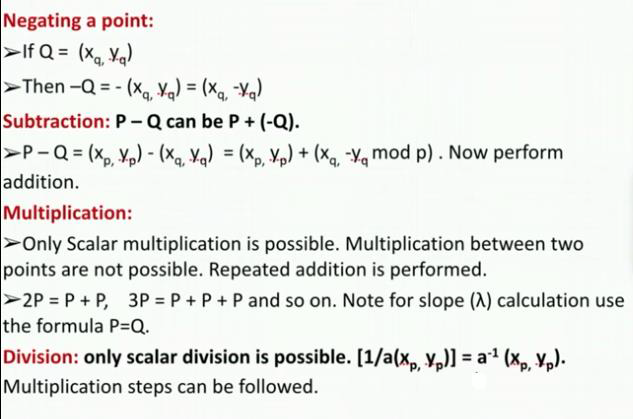 Negating a point:
➢If Q = (xq, yq)
➢Then –Q = - (xq, yq) = (xq, -yq)
Subtraction: P – Q can be P + (-Q).
➢P – Q = (xp, yp) - (xq, yq) = (xp, yp) + (xq, -yq mod p) . Now perform
addition.
Multiplication:
➢Only Scalar multiplication is possible. Multiplication between two
points are not possible. Repeated addition is performed.
➢2P = P + P, 3P = P + P + P and so on. Note for slope (λ) calculation use
the formula P=Q.
Division: only scalar division is possible. [1/a(xp, yp)] = a⁻¹ (xp, yp).
Multiplication steps can be followed.